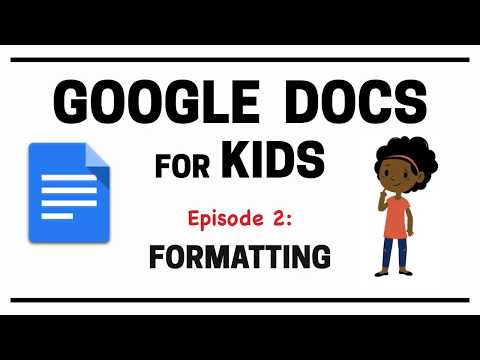 GOOGLE DOCS
FOR KIDS
Episode 2:
FORMATTING